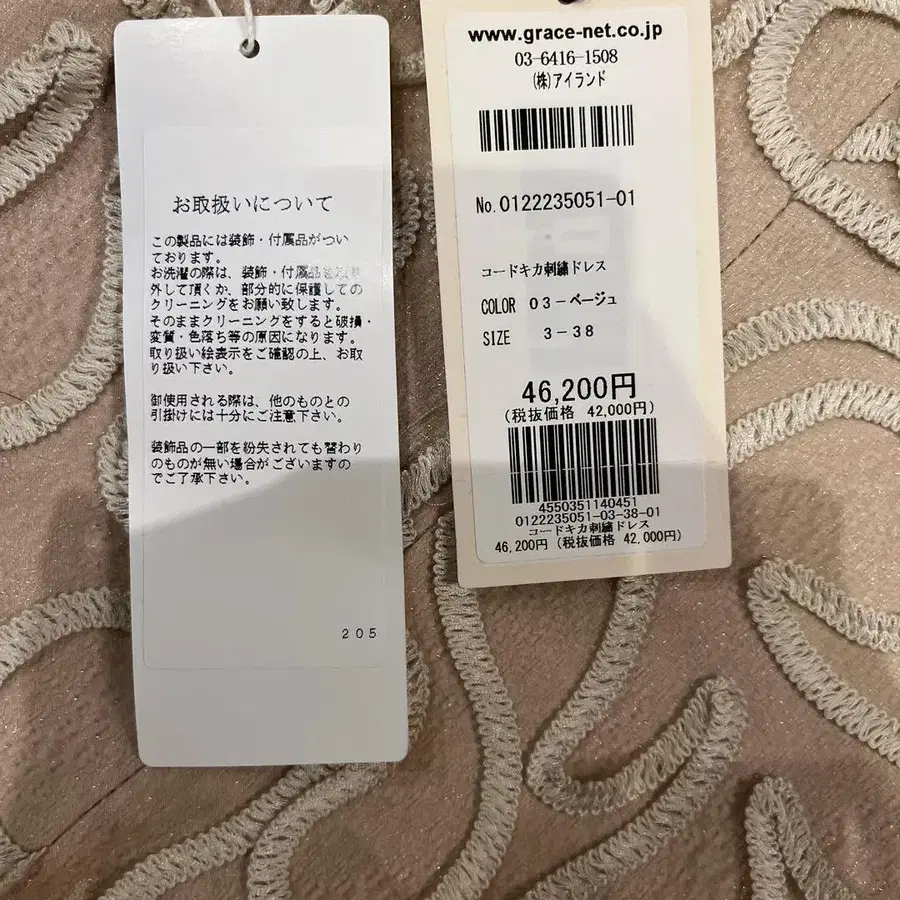 お取扱いについて
この製品には装飾・付属品がつい
ております。
お洗濯の際は、装飾・付属品を取り
外して頂くか、部分的に保護しての
クリーニングをお願い致します。
そのままクリーニングをすると破損・
変質・色落ち等の原因になります。
取り扱い絵表示をご確認の上、お取
り扱い下さい。
御使用される際は、他のものとの
引掛けには十分にご注意下さい。
装飾品の一部を紛失されても替わり
のものが無い場合がございますの
でご了承下さい。
205
www.grace-net.co.jp
03-6416-1508
(株)アイランド
No.0122235051-01
コードキカ刺繍ドレス
COLOR 03-ベージュ
SIZE 3-38
46,200円
(税抜価格 42,000円)
4550351140451
0122235051-03-38-01
コードキカ刺繍ドレス
46,200円 (税抜価格 42,000円)